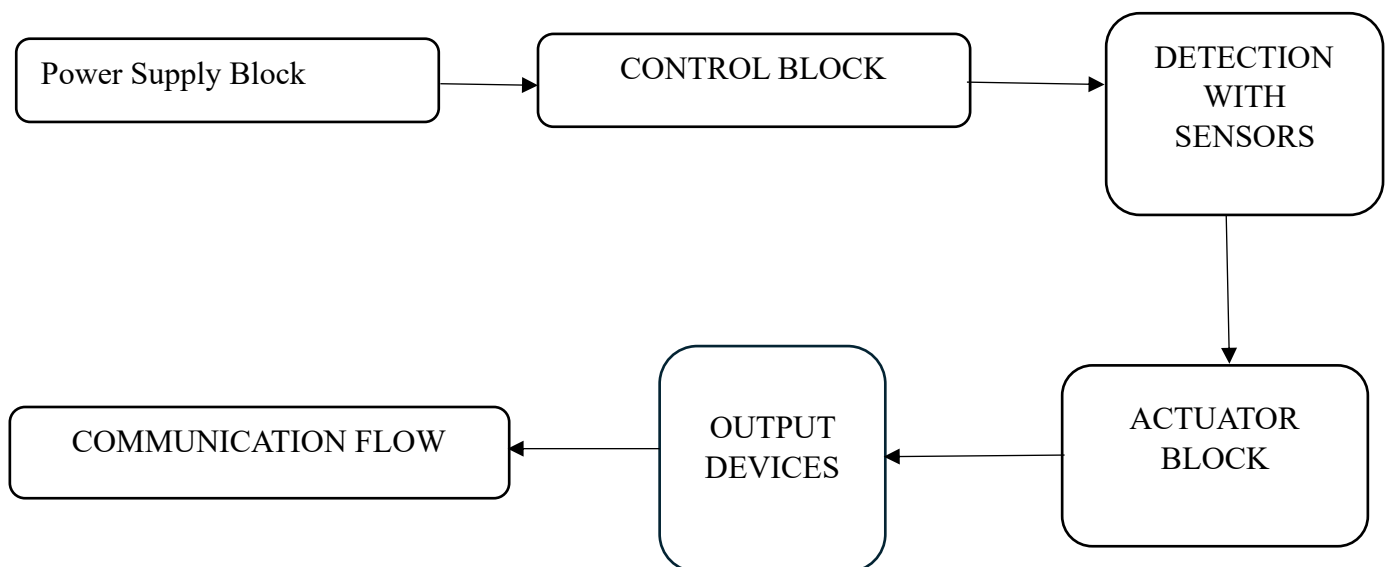 Power Supply Block
CONTROL BLOCK
DETECTION
WITH
SENSORS
ACTUATOR
BLOCK
OUTPUT
DEVICES
COMMUNICATION FLOW